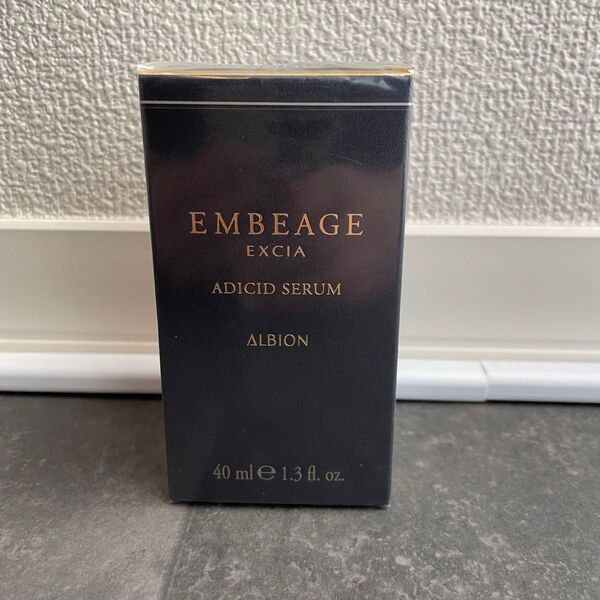 EMBEAGE
EXCIA
ADICID SERUM
ALBION
40 ml ℮ 1.3 fl. oz.